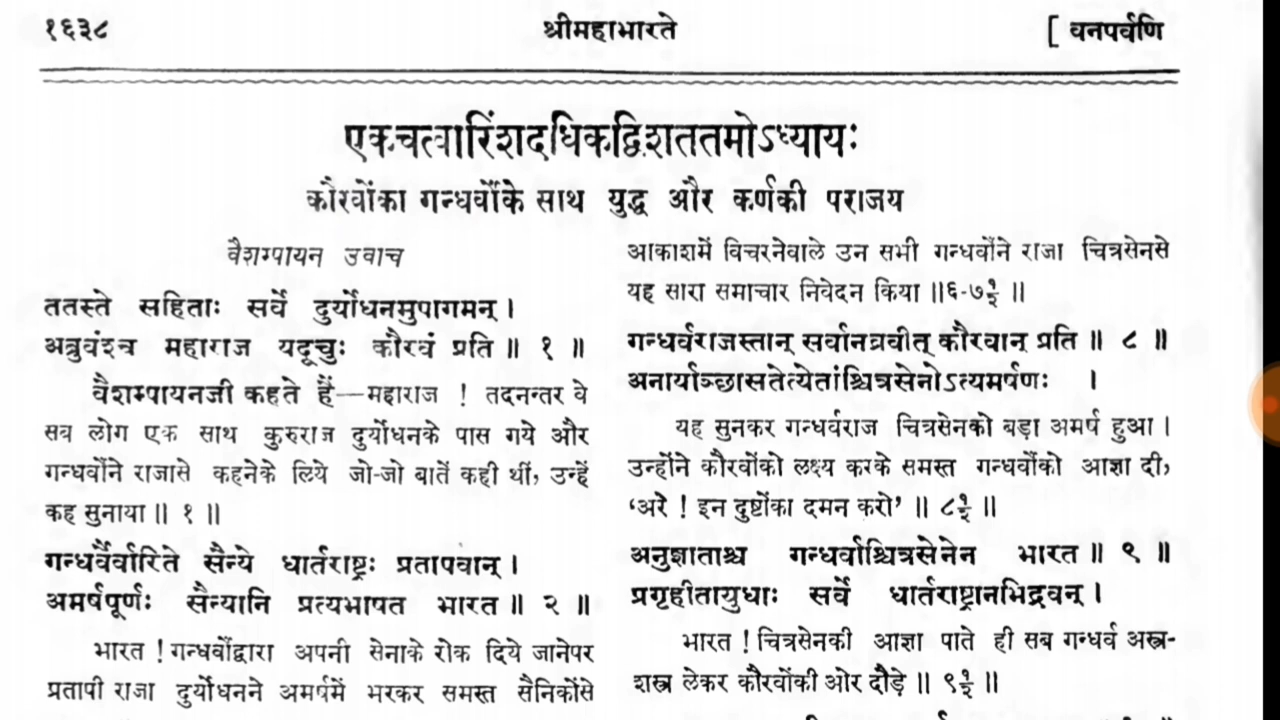 १६३८ श्रीमहाभारते [ वनपर्वणि
एकचत्वारिंशदधिकद्विशततमोऽध्यायः
कौरवोंका गन्धर्वोंके साथ युद्ध और कर्णकी पराजय
वैशम्पायन उवाच
ततस्ते सहिताः सर्वे दुर्योधनमुपागमन् ।
अब्रुवंश्च महाराज यदूचुः कौरवं प्रति ॥ १ ॥
वैशम्पायनजी कहते हैं—महाराज ! तदनन्तर वे
सब लोग एक साथ कुरुराज दुर्योधनके पास गये और
गन्धर्वोंने राजासे कहनेके लिये जो-जो बातें कही थीं, उन्हें
कह सुनाया ॥ १ ॥
गन्धर्वैर्वारिते सैन्ये धार्तराष्ट्रः प्रतापवान् ।
अमर्षपूर्णः सैन्यानि प्रत्यभाषत भारत ॥ २ ॥
भारत ! गन्धर्वोंद्वारा अपनी सेनाके रोक दिये जानेपर
प्रतापी राजा दुर्योधनने अमर्षमें भरकर समस्त सैनिकोंसे
आकाशमें विचरनेवाले उन सभी गन्धर्वोंने राजा चित्रसेनसे
यह सारा समाचार निवेदन किया ॥६-७½ ॥
गन्धर्वराजस्तान् सर्वानब्रवीत् कौरवान् प्रति ॥ ८ ॥
अनार्याञ्छासतेत्येतांश्चित्रसेनोऽत्यमर्षणः ।
यह सुनकर गन्धर्वराज चित्रसेनको बड़ा अमर्ष हुआ ।
उन्होंने कौरवोंको लक्ष्य करके समस्त गन्धर्वोंको आज्ञा दी,
‘अरे ! इन दुष्टोंका दमन करो’ ॥ ८½ ॥
अनुज्ञाताश्च गन्धर्वाश्चित्रसेनेन भारत ॥ ९ ॥
प्रगृहीतायुधाः सर्वे धार्तराष्ट्रानभिद्रवन् ।
भारत ! चित्रसेनकी आज्ञा पाते ही सब गन्धर्व अस्त्र-
शस्त्र लेकर कौरवोंकी ओर दौड़े ॥ ९½ ॥